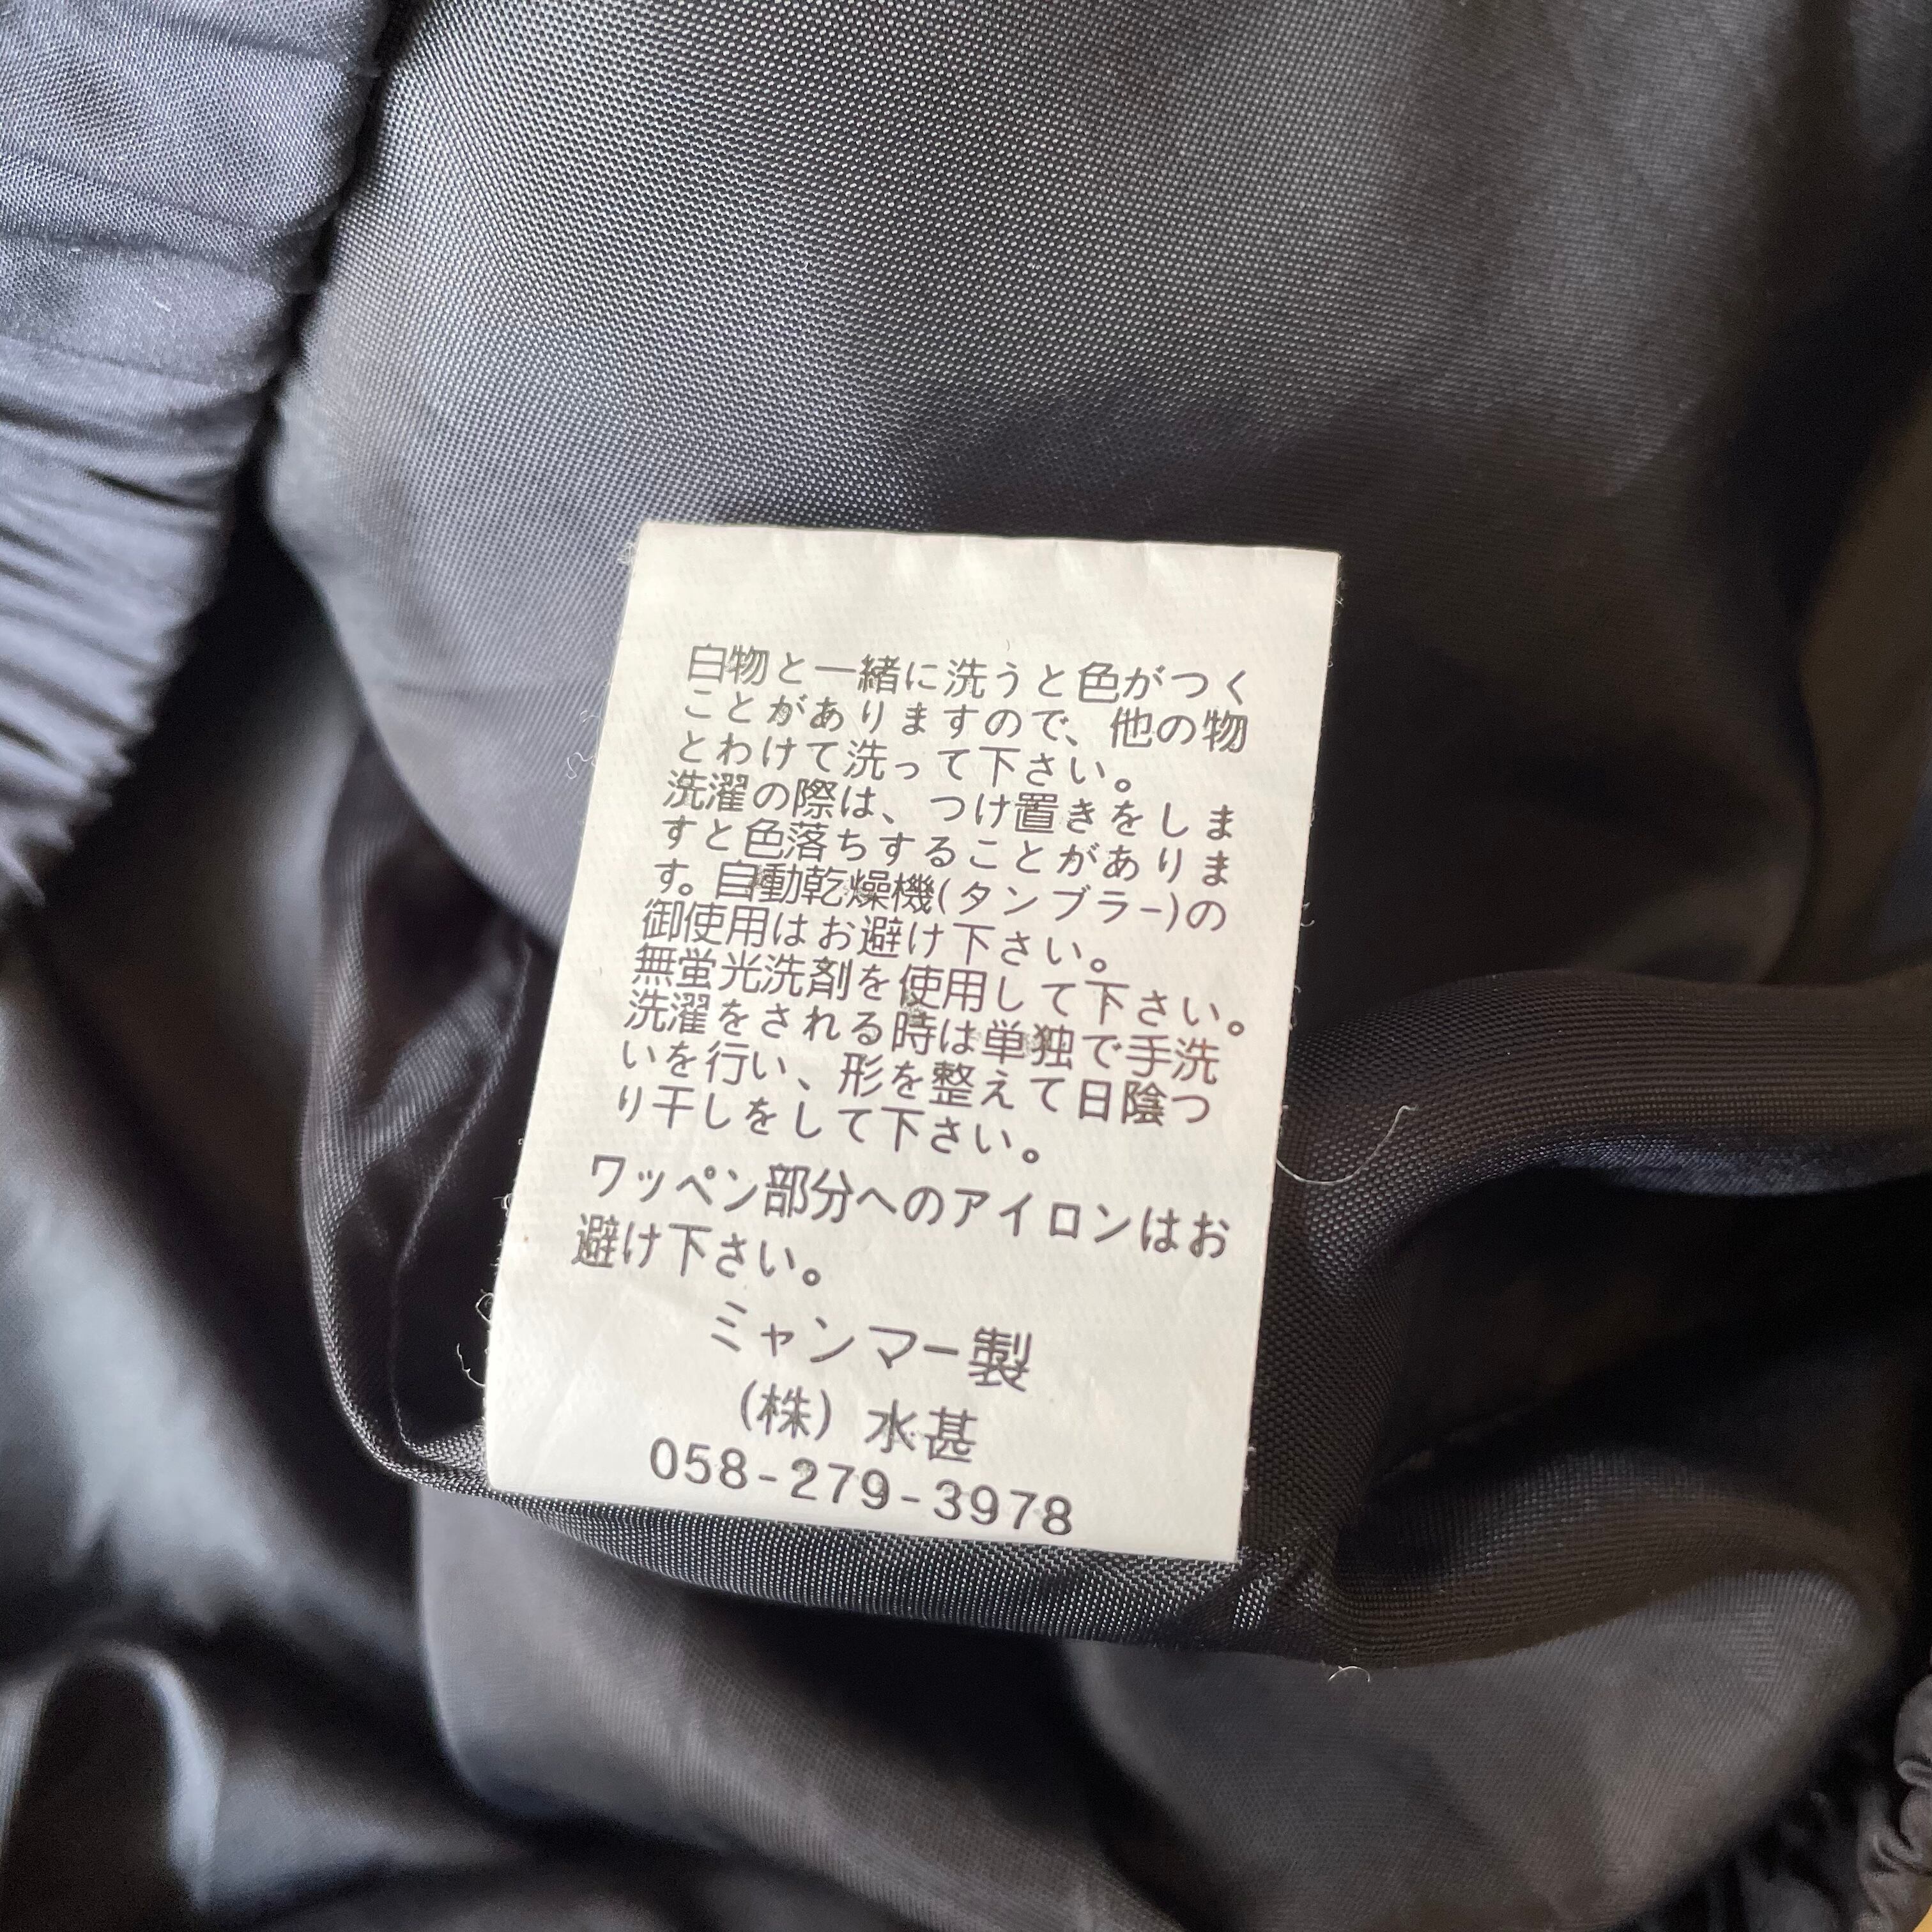 白物と一緒に洗うと色がつく
ことがありますので、他の物
とわけて洗って下さい。
洗濯の際は、つけ置きをしま
すと色落ちすることがありま
す。自動乾燥機(タンブラー)の
御使用はお避け下さい。
無蛍光洗剤を使用して下さい。
洗濯をされる時は単独で手洗
いを行い、形を整えて日陰つ
り干しをして下さい。
ワッペン部分へのアイロンはお
避け下さい。
ミャンマー製
(株) 水甚
058-279-3978